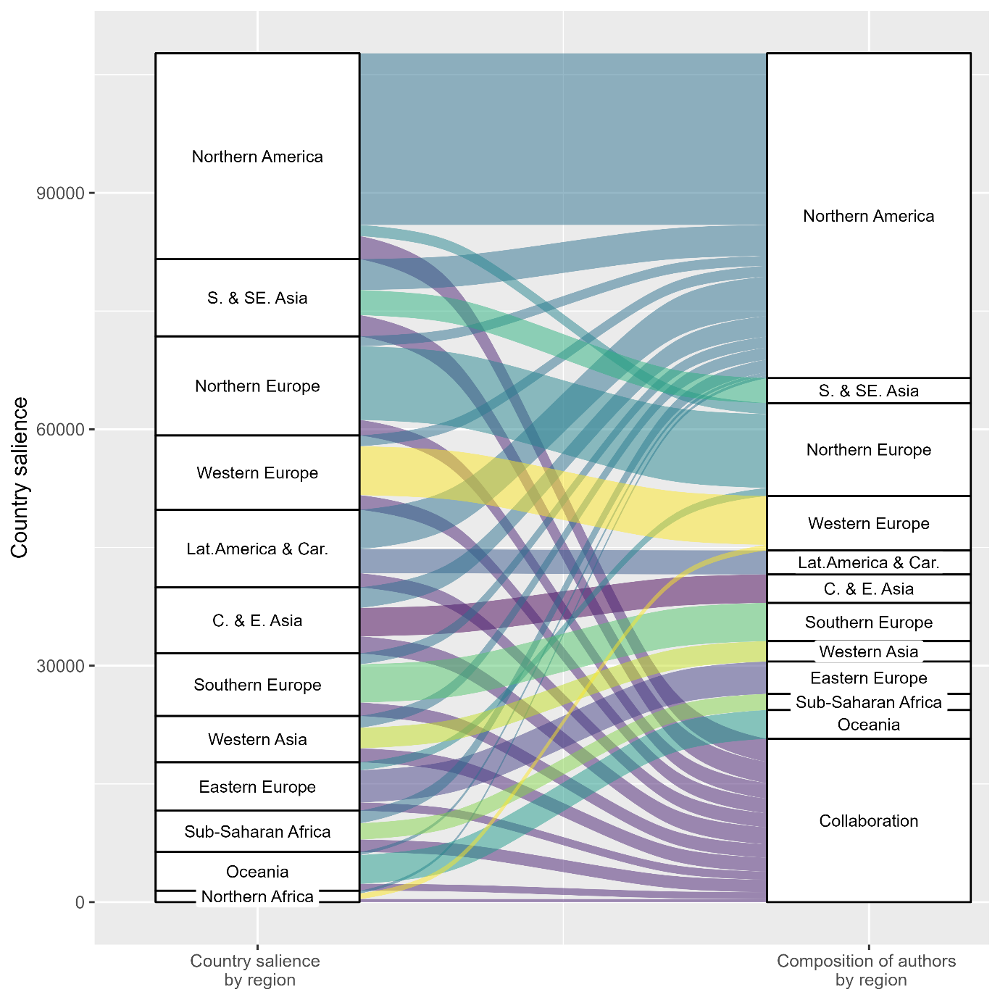 Country salience
90000
60000
30000
0
Northern America
S. & SE. Asia
Northern Europe
Western Europe
Lat.America & Car.
C. & E. Asia
Southern Europe
Western Asia
Eastern Europe
Sub-Saharan Africa
Oceania
Northern Africa
Northern America
S. & SE. Asia
Northern Europe
Western Europe
Lat.America & Car.
C. & E. Asia
Southern Europe
Western Asia
Eastern Europe
Sub-Saharan Africa
Oceania
Collaboration
Country salience
by region
Composition of authors
by region